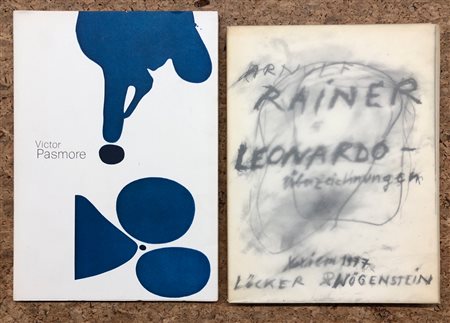 Victor
Pasmore
ARNULF
RAINER
LEONARDO-
überzeichnungen
Wien 1977
LÖCKER & WÖGENSTEIN